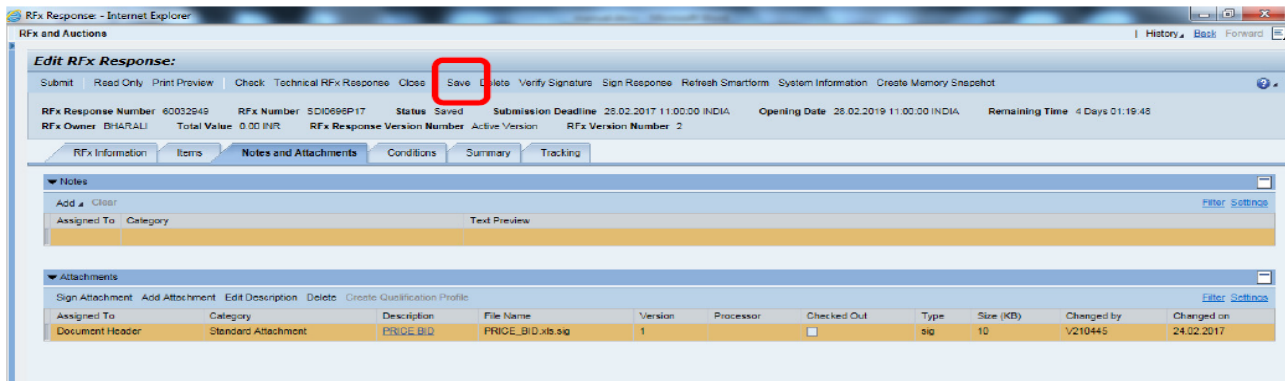 RFx Response: - Internet Explorer
RFx and Auctions History Back Forward
Edit RFx Response:
Submit Read Only Print Preview Check Technical RFx Response Close Save Delete Verify Signature Sign Response Refresh Smartform System Information Create Memory Snapshot
RFx Response Number 60032949 RFx Number SDI0696P17 Status Saved Submission Deadline 28.02.2017 11:00:00 INDIA Opening Date 28.02.2019 11:00:00 INDIA Remaining Time 4 Days 01:19:48
RFx Owner BHARALI Total Value 0.00 INR RFx Response Version Number Active Version RFx Version Number 2
RFx Information Items Notes and Attachments Conditions Summary Tracking
Notes
Add Clear Filter Settings
Assigned To Category Text Preview
Attachments
Sign Attachment Add Attachment Edit Description Delete Create Qualification Profile Filter Settings
Assigned To Category Description File Name Version Processor Checked Out Type Size (KB) Changed by Changed on
Document Header Standard Attachment PRICE BID PRICE_BID.xls.sig 1 sig 10 V210445 24.02.2017